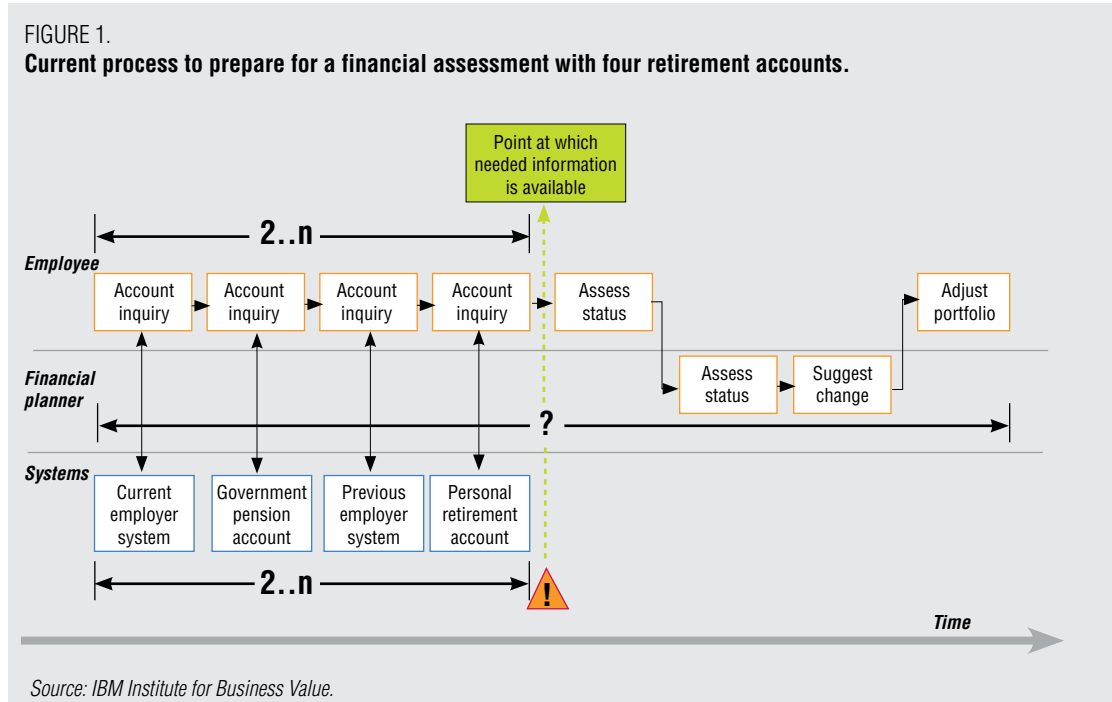 FIGURE 1.
Current process to prepare for a financial assessment with four retirement accounts.
Point at which
needed information
is available
2..n
Employee
Account
inquiry
Account
inquiry
Account
inquiry
Account
inquiry
Assess
status
Adjust
portfolio
Financial
planner
Assess
status
Suggest
change
?
Systems
Current
employer
system
Government
pension
account
Previous
employer
system
Personal
retirement
account
2..n
!
Time
Source: IBM Institute for Business Value.